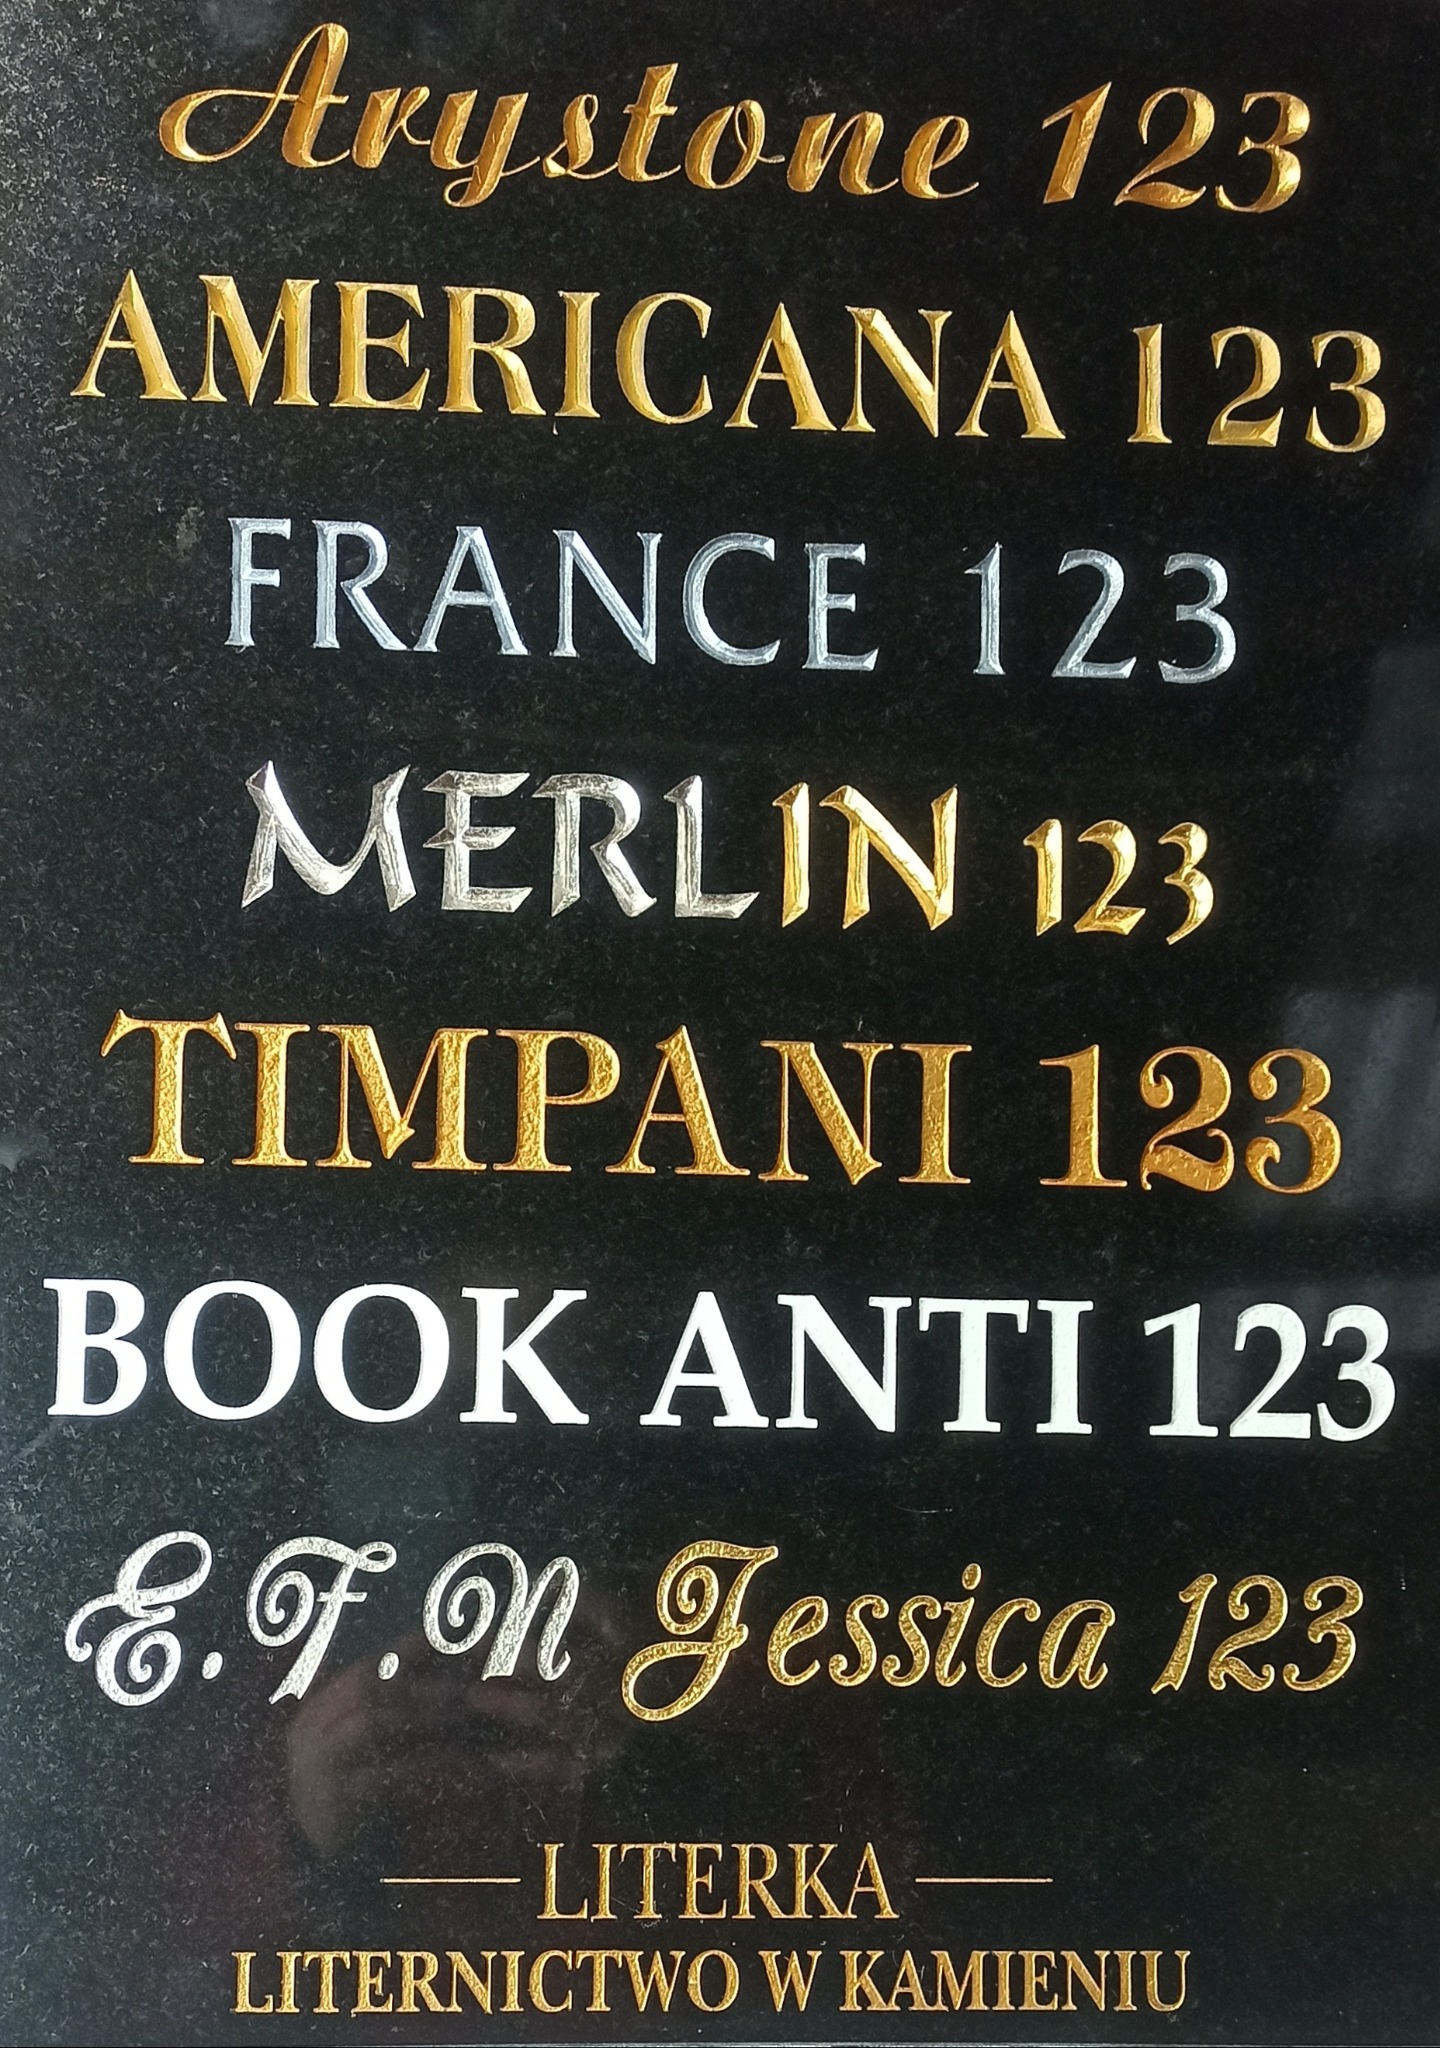 Arystone 123
AMERICANA 123
FRANCE 123
MERLIN 123
TIMPANI 123
BOOK ANTI 123
E.F.N Jessica 123
LITERKA
LITERNICTWO W KAMIENIU